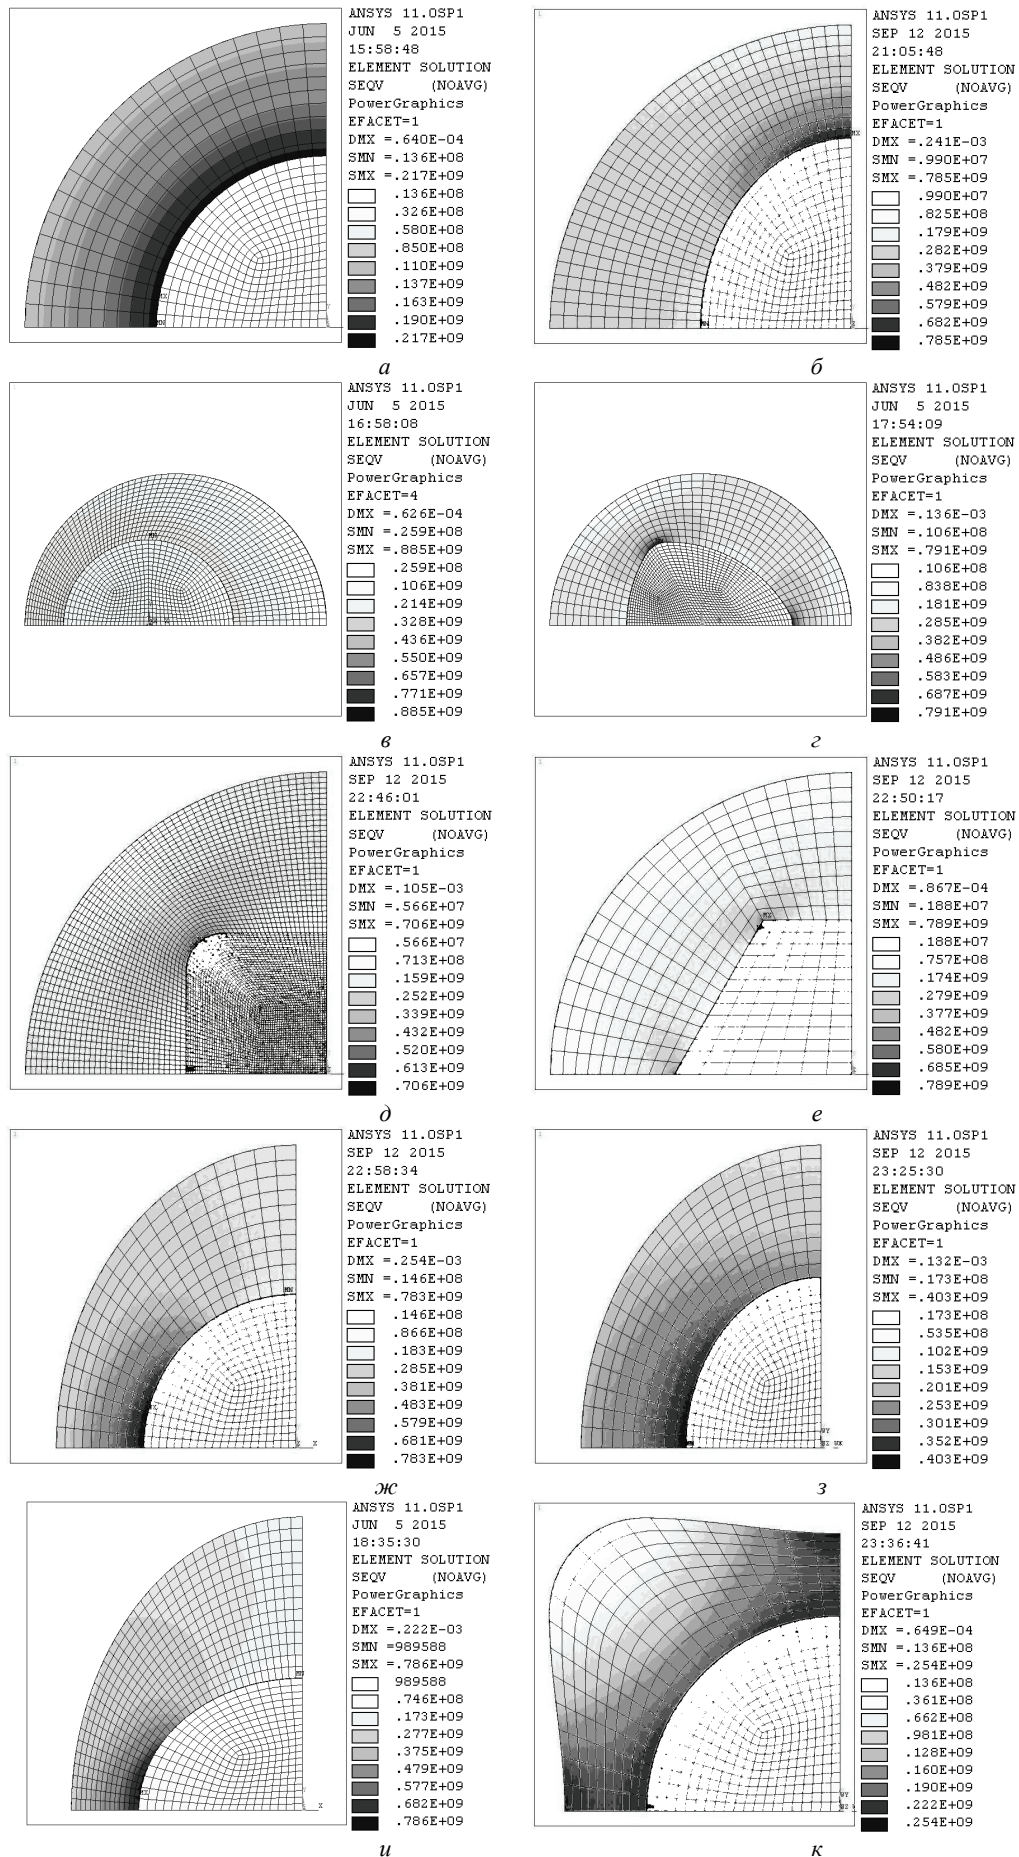 ANSYS 11.0SP1
JUN 5 2015
15:58:48
ELEMENT SOLUTION
SEQV (NOAVG)
PowerGraphics
EFACET=1
DMX =.640E-04
SMN =.136E+08
SMX =.217E+09
.136E+08
.326E+08
.580E+08
.850E+08
.110E+09
.137E+09
.163E+09
.190E+09
.217E+09
MX
MN
а
1
ANSYS 11.0SP1
SEP 12 2015
21:05:48
ELEMENT SOLUTION
SEQV (NOAVG)
PowerGraphics
EFACET=1
DMX =.241E-03
SMN =.990E+07
SMX =.785E+09
.990E+07
.825E+08
.179E+09
.282E+09
.379E+09
.482E+09
.579E+09
.682E+09
.785E+09
MX
MN
б
ANSYS 11.0SP1
JUN 5 2015
16:58:08
ELEMENT SOLUTION
SEQV (NOAVG)
PowerGraphics
EFACET=4
DMX =.626E-04
SMN =.259E+08
SMX =.885E+09
.259E+08
.106E+09
.214E+09
.328E+09
.436E+09
.550E+09
.657E+09
.771E+09
.885E+09
в
ANSYS 11.0SP1
JUN 5 2015
17:54:09
ELEMENT SOLUTION
SEQV (NOAVG)
PowerGraphics
EFACET=1
DMX =.136E-03
SMN =.106E+08
SMX =.791E+09
.106E+08
.838E+08
.181E+09
.285E+09
.382E+09
.486E+09
.583E+09
.687E+09
.791E+09
г
1
ANSYS 11.0SP1
SEP 12 2015
22:46:01
ELEMENT SOLUTION
SEQV (NOAVG)
PowerGraphics
EFACET=1
DMX =.105E-03
SMN =.566E+07
SMX =.706E+09
.566E+07
.713E+08
.159E+09
.252E+09
.339E+09
.432E+09
.520E+09
.613E+09
.706E+09
д
1
ANSYS 11.0SP1
SEP 12 2015
22:50:17
ELEMENT SOLUTION
SEQV (NOAVG)
PowerGraphics
EFACET=1
DMX =.867E-04
SMN =.188E+07
SMX =.789E+09
.188E+07
.757E+08
.174E+09
.279E+09
.377E+09
.482E+09
.580E+09
.685E+09
.789E+09
MX
е
1
ANSYS 11.0SP1
SEP 12 2015
22:58:34
ELEMENT SOLUTION
SEQV (NOAVG)
PowerGraphics
EFACET=1
DMX =.254E-03
SMN =.146E+08
SMX =.783E+09
.146E+08
.866E+08
.183E+09
.285E+09
.381E+09
.483E+09
.579E+09
.681E+09
.783E+09
MN
X
ж
1
ANSYS 11.0SP1
SEP 12 2015
23:25:30
ELEMENT SOLUTION
SEQV (NOAVG)
PowerGraphics
EFACET=1
DMX =.132E-03
SMN =.173E+08
SMX =.403E+09
.173E+08
.535E+08
.102E+09
.153E+09
.201E+09
.253E+09
.301E+09
.352E+09
.403E+09
WY
WX
з
ANSYS 11.0SP1
JUN 5 2015
18:35:30
ELEMENT SOLUTION
SEQV (NOAVG)
PowerGraphics
EFACET=1
DMX =.222E-03
SMN =989588
SMX =.786E+09
989588
.746E+08
.173E+09
.277E+09
.375E+09
.479E+09
.577E+09
.682E+09
.786E+09
MN
MX
X
и
1
ANSYS 11.0SP1
SEP 12 2015
23:36:41
ELEMENT SOLUTION
SEQV (NOAVG)
PowerGraphics
EFACET=1
DMX =.649E-04
SMN =.136E+08
SMX =.254E+09
.136E+08
.361E+08
.662E+08
.981E+08
.128E+09
.160E+09
.190E+09
.222E+09
.254E+09
WY
к